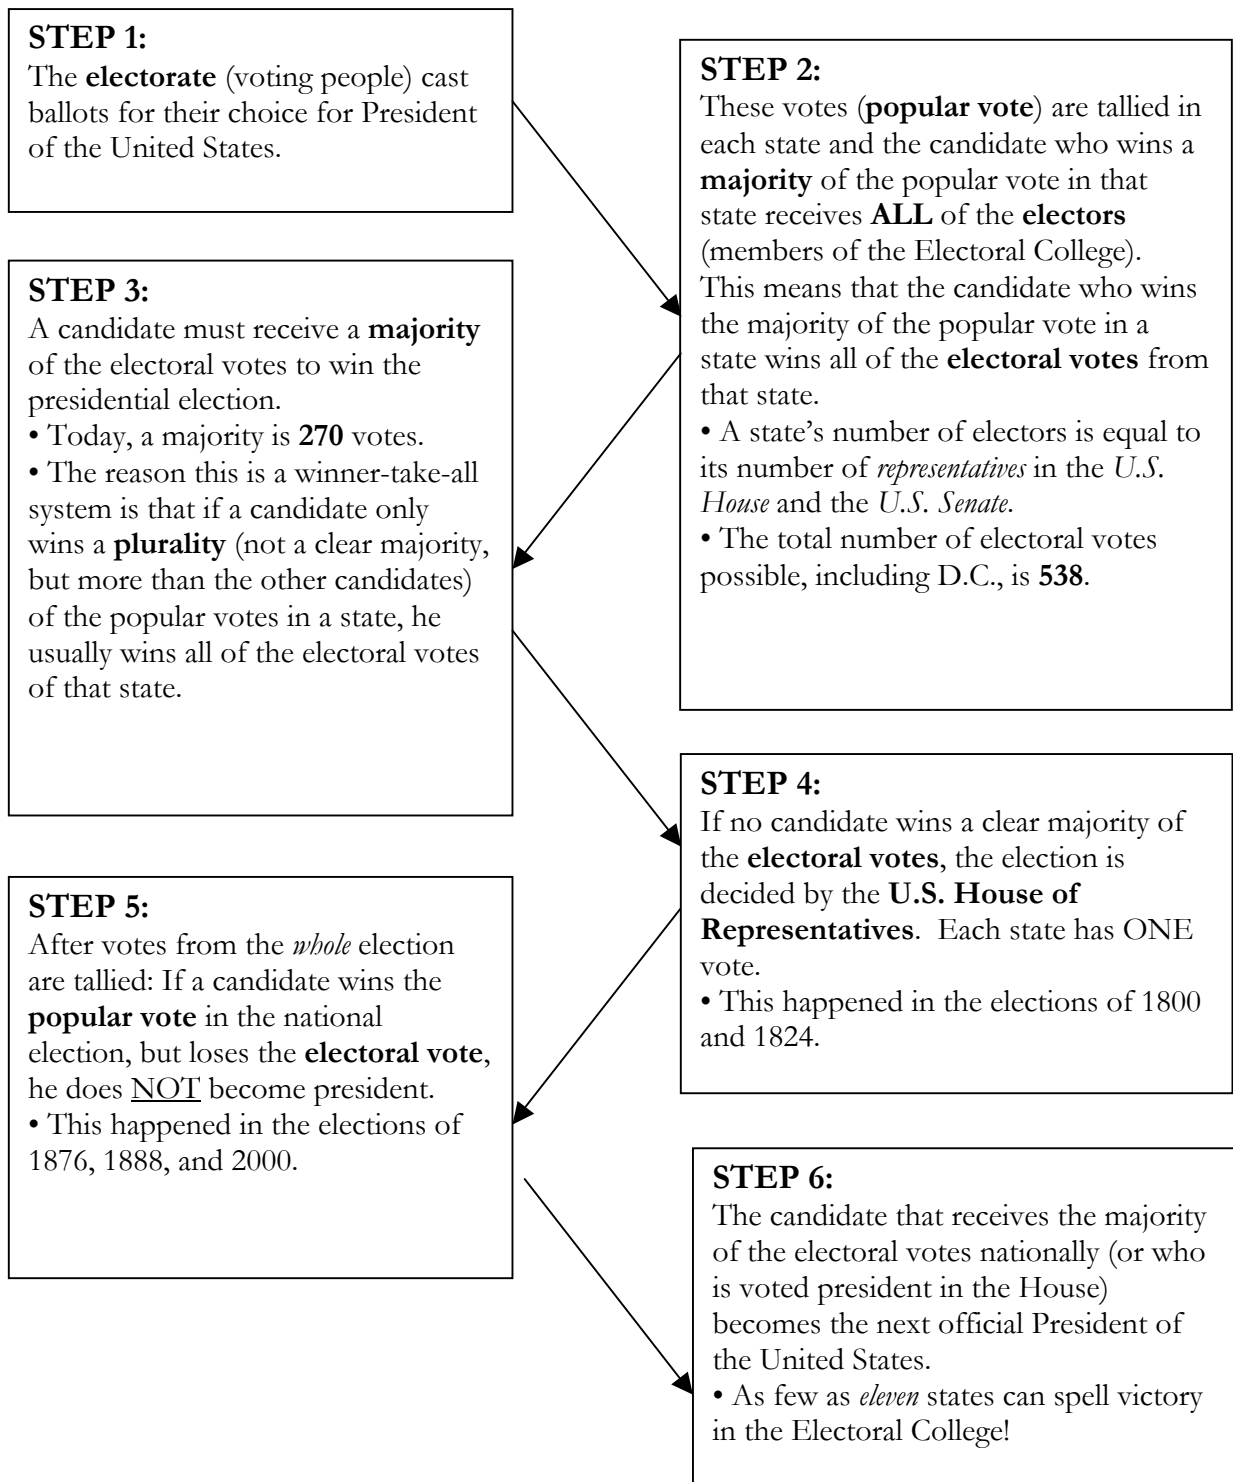 STEP 1:
The electorate (voting people) cast
ballots for their choice for President
of the United States.
STEP 2:
These votes (popular vote) are tallied in
each state and the candidate who wins a
majority of the popular vote in that
state receives ALL of the electors
(members of the Electoral College).
This means that the candidate who wins
the majority of the popular vote in a
state wins all of the electoral votes from
that state.
• A state's number of electors is equal to
its number of representatives in the U.S.
House and the U.S. Senate.
• The total number of electoral votes
possible, including D.C., is 538.
STEP 3:
A candidate must receive a majority
of the electoral votes to win the
presidential election.
• Today, a majority is 270 votes.
• The reason this is a winner-take-all
system is that if a candidate only
wins a plurality (not a clear majority,
but more than the other candidates)
of the popular votes in a state, he
usually wins all of the electoral votes
of that state.
STEP 4:
If no candidate wins a clear majority of
the electoral votes, the election is
decided by the U.S. House of
Representatives.  Each state has ONE
vote.
• This happened in the elections of 1800
and 1824.
STEP 5:
After votes from the whole election
are tallied: If a candidate wins the
popular vote in the national
election, but loses the electoral vote,
he does NOT become president.
• This happened in the elections of
1876, 1888, and 2000.
STEP 6:
The candidate that receives the majority
of the electoral votes nationally (or who
is voted president in the House)
becomes the next official President of
the United States.
• As few as eleven states can spell victory
in the Electoral College!